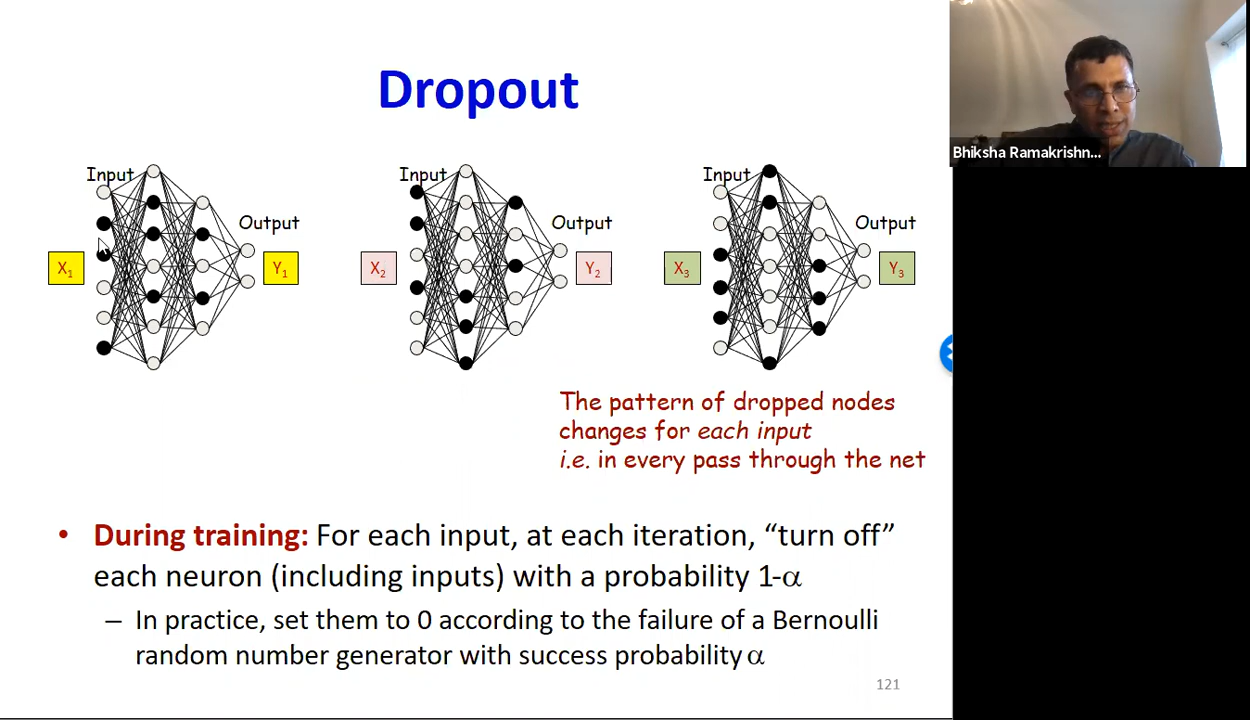 Dropout
Input
Output
X1
Y1
Input
Output
X2
Y2
Input
Output
X3
Y3
The pattern of dropped nodes
changes for each input
i.e. in every pass through the net
• During training: For each input, at each iteration, “turn off”
each neuron (including inputs) with a probability 1-α
– In practice, set them to 0 according to the failure of a Bernoulli
random number generator with success probability α
121
Bhiksha Ramakrishn...